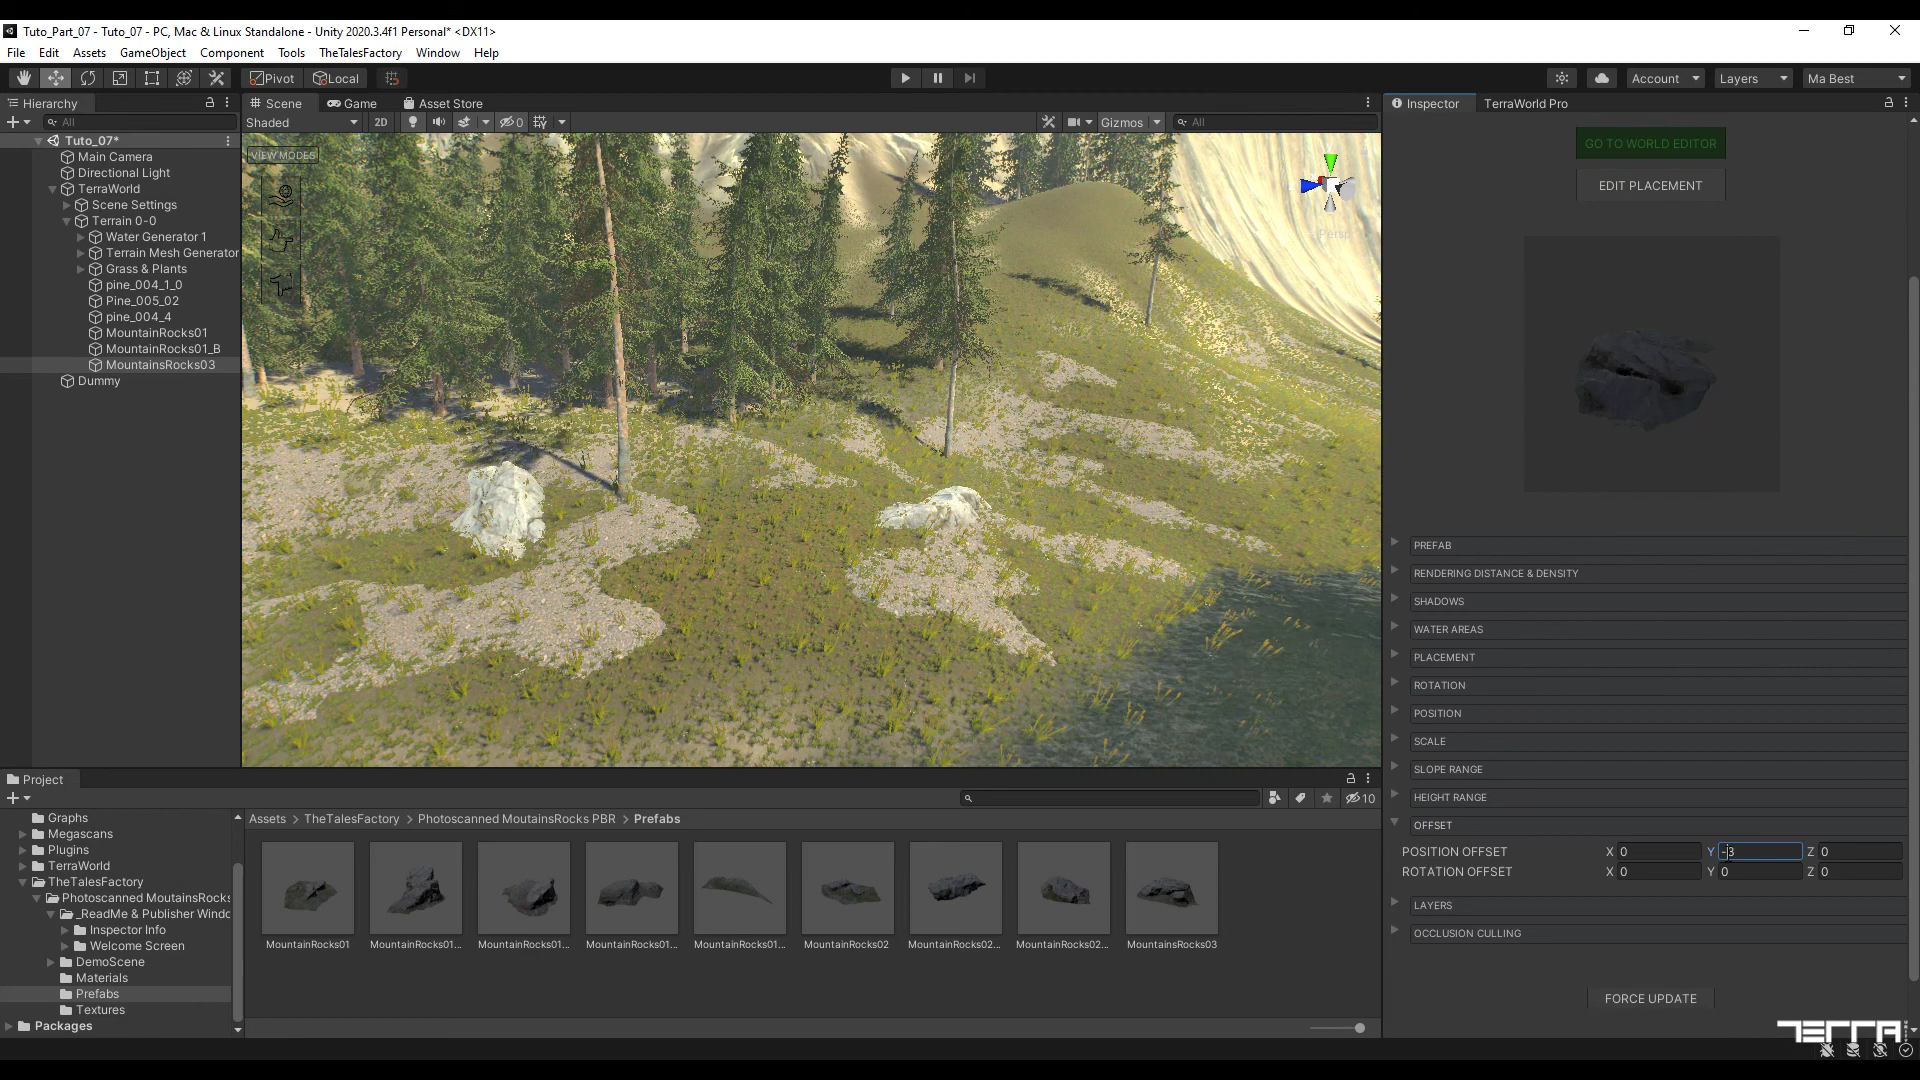 Tuto_Part_07 - Tuto_07 - PC, Mac & Linux Standalone - Unity 2020.3.4f1 Personal* <DX11>
File Edit Assets GameObject Component Tools TheTalesFactory Window Help
Pivot Local Account Layers Ma Best
Hierarchy
All
Tuto_07*
Main Camera
Directional Light
TerraWorld
Scene Settings
Terrain 0-0
Water Generator 1
Terrain Mesh Generator
Grass & Plants
pine_004_1_0
Pine_005_02
pine_004_4
MountainRocks01
MountainRocks01_B
MountainsRocks03
Dummy
Scene Game Asset Store
Shaded 2D 0 Gizmos All
VIEW MODES
Persp
Inspector TerraWorld Pro
GO TO WORLD EDITOR
EDIT PLACEMENT
PREFAB
RENDERING DISTANCE & DENSITY
SHADOWS
WATER AREAS
PLACEMENT
ROTATION
POSITION
SCALE
SLOPE RANGE
HEIGHT RANGE
OFFSET
POSITION OFFSET X 0 Y -3 Z 0
ROTATION OFFSET X 0 Y 0 Z 0
LAYERS
OCCLUSION CULLING
FORCE UPDATE
TERRA
Project
10
Graphs
Megascans
Plugins
TerraWorld
TheTalesFactory
Photoscanned MoutainsRocks
_ReadMe & Publisher Windo
Inspector Info
Welcome Screen
DemoScene
Materials
Prefabs
Textures
Packages
Assets > TheTalesFactory > Photoscanned MoutainsRocks PBR > Prefabs
MountainRocks01 MountainRocks01... MountainRocks01... MountainRocks01... MountainRocks01... MountainRocks02 MountainRocks02... MountainRocks02... MountainsRocks03